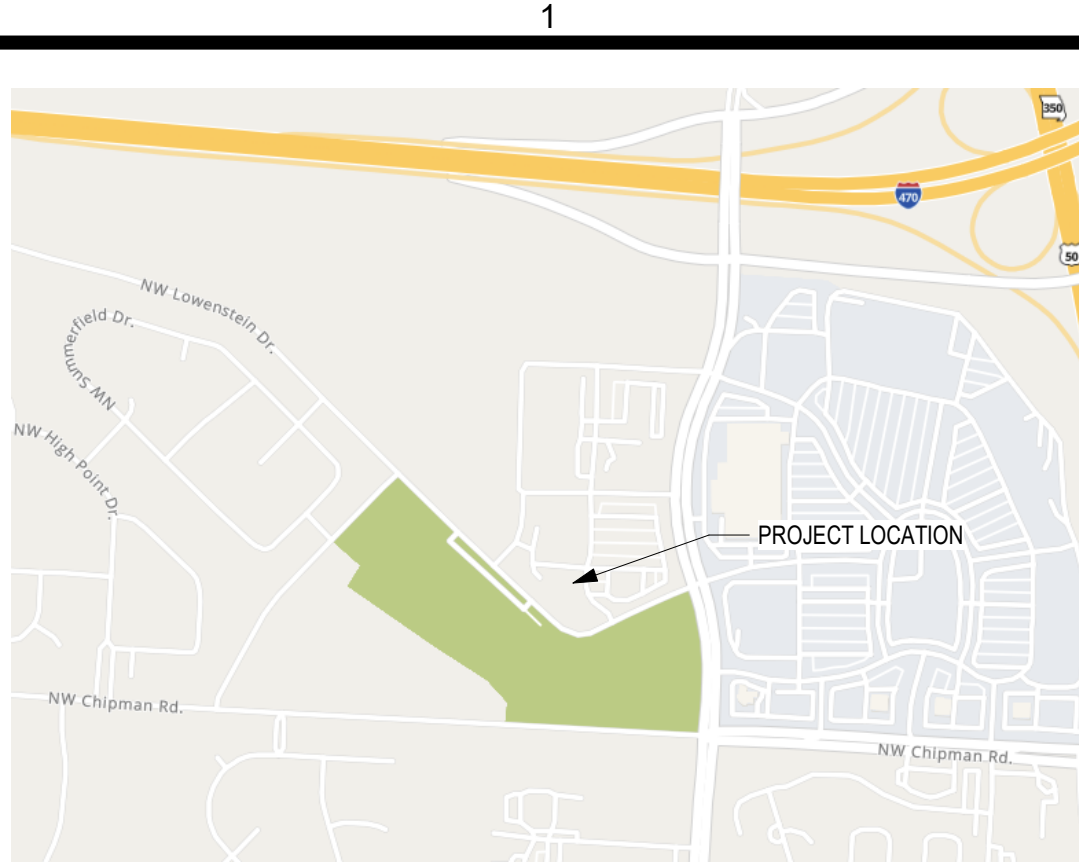 1
350
470
50
NW Lowenstein Dr.
NW Summerfield Dr.
NW High Point Dr.
PROJECT LOCATION
NW Chipman Rd.
NW Chipman Rd.